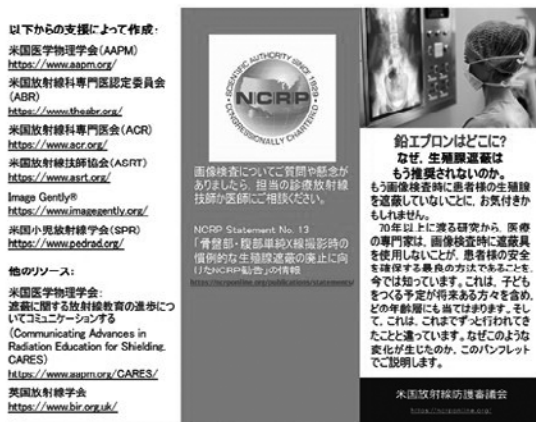 以下からの支援によって作成:
米国医学物理学会(AAPM)
https://www.aapm.org/
米国放射線科専門医認定委員会
(ABR)
https://www.theabr.org/
米国放射線科専門医会(ACR)
https://www.acr.org/
米国放射線技師協会(ASRT)
https://www.asrt.org/
Image Gently®
https://www.imagegently.org/
米国小児放射線学会(SPR)
https://www.pedrad.org/
他のリソース:
米国医学物理学会:
遮蔽に関する放射線教育の進歩につ
いてコミュニケーションする
(Communicating Advances in
Radiation Education for Shielding,
CARES)
https://www.aapm.org/CARES/
英国放射線学会
https://www.bir.org.uk/
SCIENTIFIC AUTHORITY SINCE 1929
NCRP
CONGRESSIONALLY CHARTERED
画像検査についてご質問や懸念が
ありましたら、担当の診療放射線
技師か医師にご相談ください。
NCRP Statement No. 13
「骨盤部・腹部単純X線撮影時の
慣例的な生殖腺遮蔽の廃止に向
けたNCRP勧告」の情報
https://ncrponline.org/publications/statements/
鉛エプロンはどこに?
なぜ、生殖腺遮蔽は
もう推奨されないのか。
もう画像検査時に患者様の生殖腺
を遮蔽していないことに、お気付きか
もしれません。
70年以上に渡る研究から、医療
の専門家は、画像検査時に遮蔽具
を使用しないことが、患者様の安全
を確保する最良の方法であることを、
今では知っています。これは、子ども
をつくる予定が将来ある方々を含め、
どの年齢層にも当てはまります。そし
て、これは、これまでずっと行われてき
たことと違っています。なぜこのような
変化が生じたのか、このパンフレット
でご説明します。
米国放射線防護審議会
https://ncrponline.org/